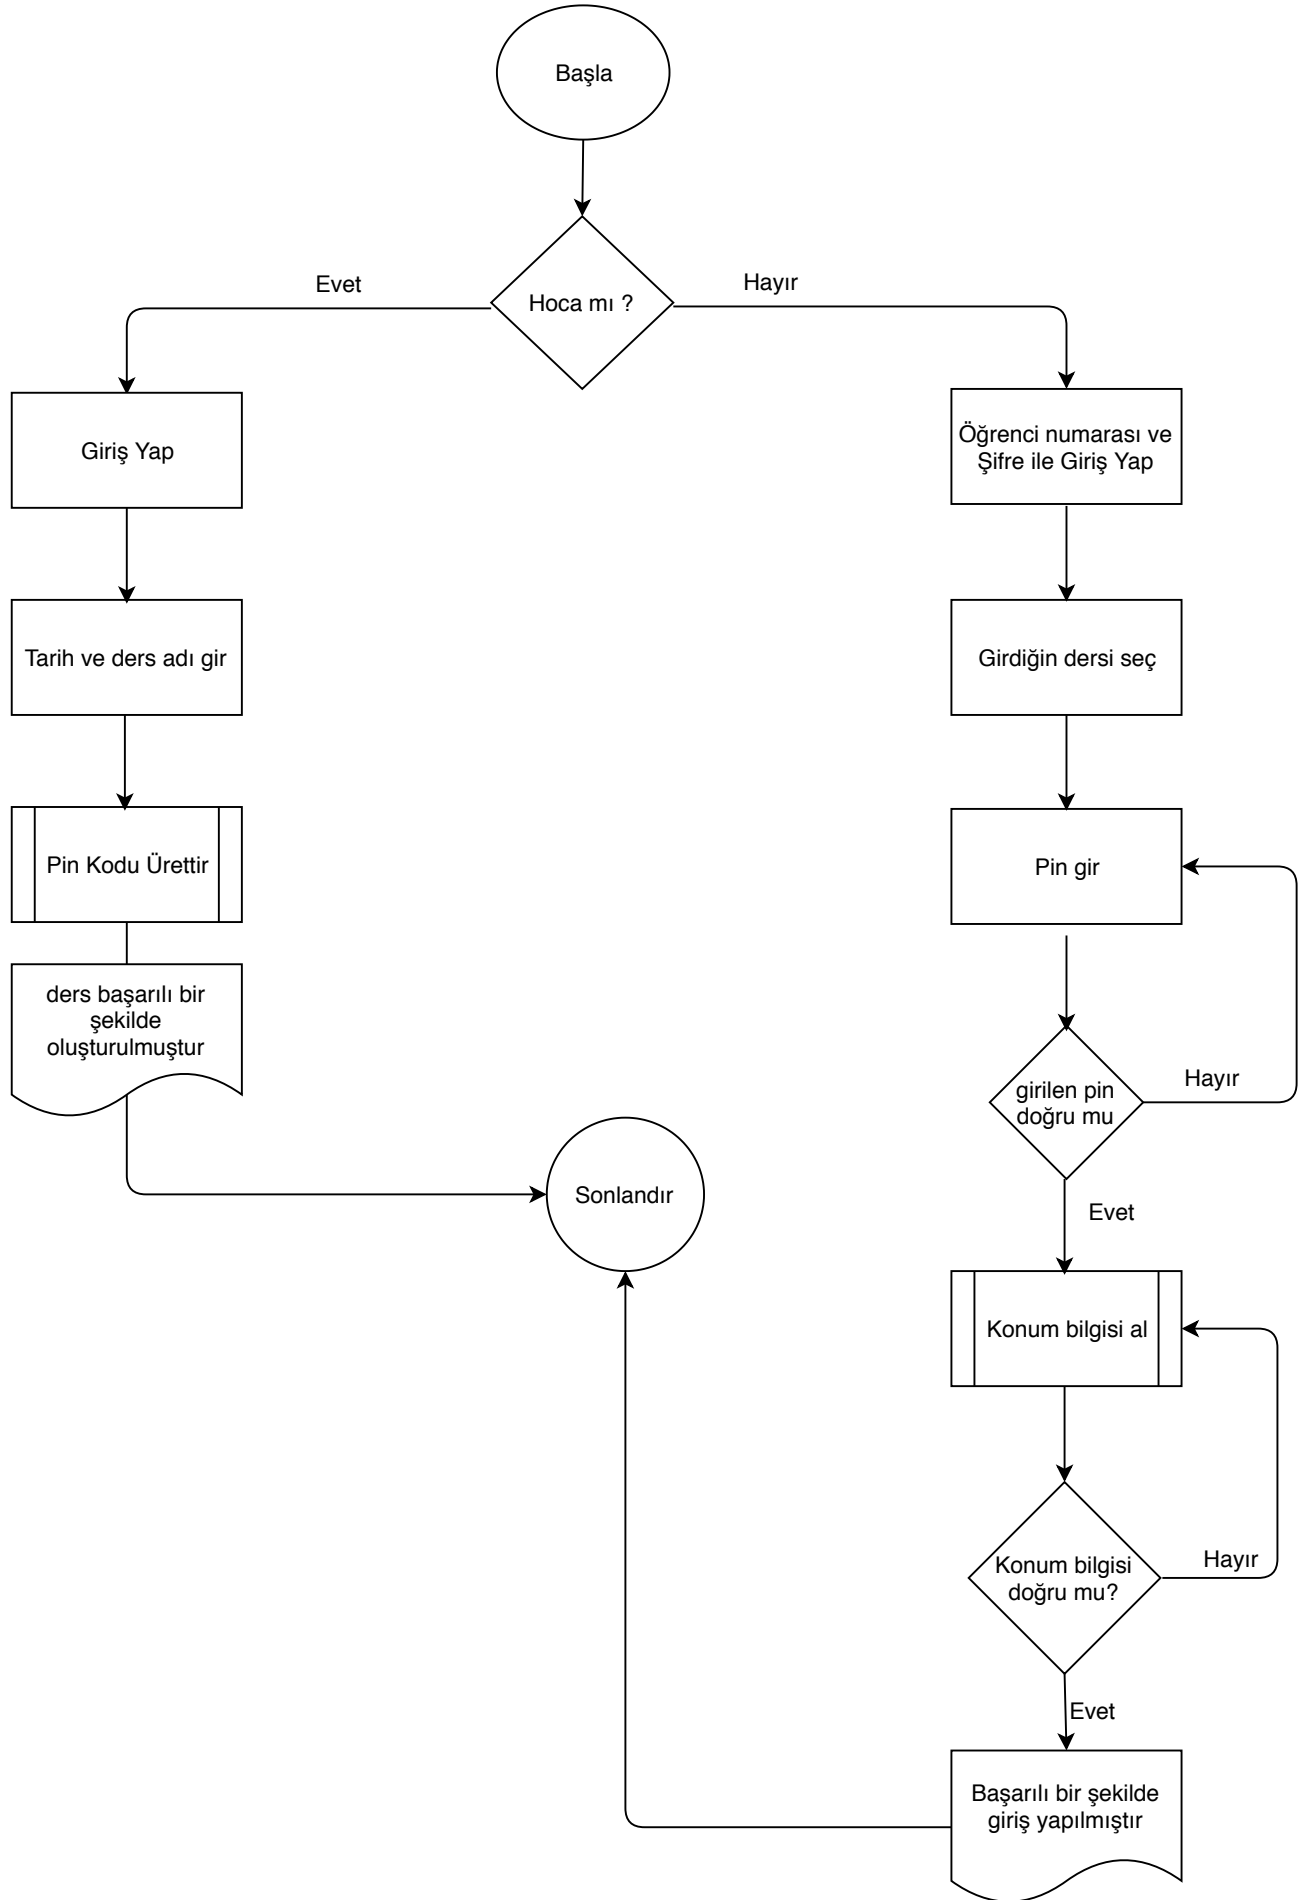 Başla
Hoca mı ?
Evet
Hayır
Giriş Yap
Öğrenci numarası ve
Şifre ile Giriş Yap
Tarih ve ders adı gir
Girdiğin dersi seç
Pin Kodu Ürettir
Pin gir
ders başarılı bir
şekilde
oluşturulmuştur
girilen pin
doğru mu
Hayır
Sonlandır
Evet
Konum bilgisi al
Konum bilgisi
doğru mu?
Hayır
Evet
Başarılı bir şekilde
giriş yapılmıştır